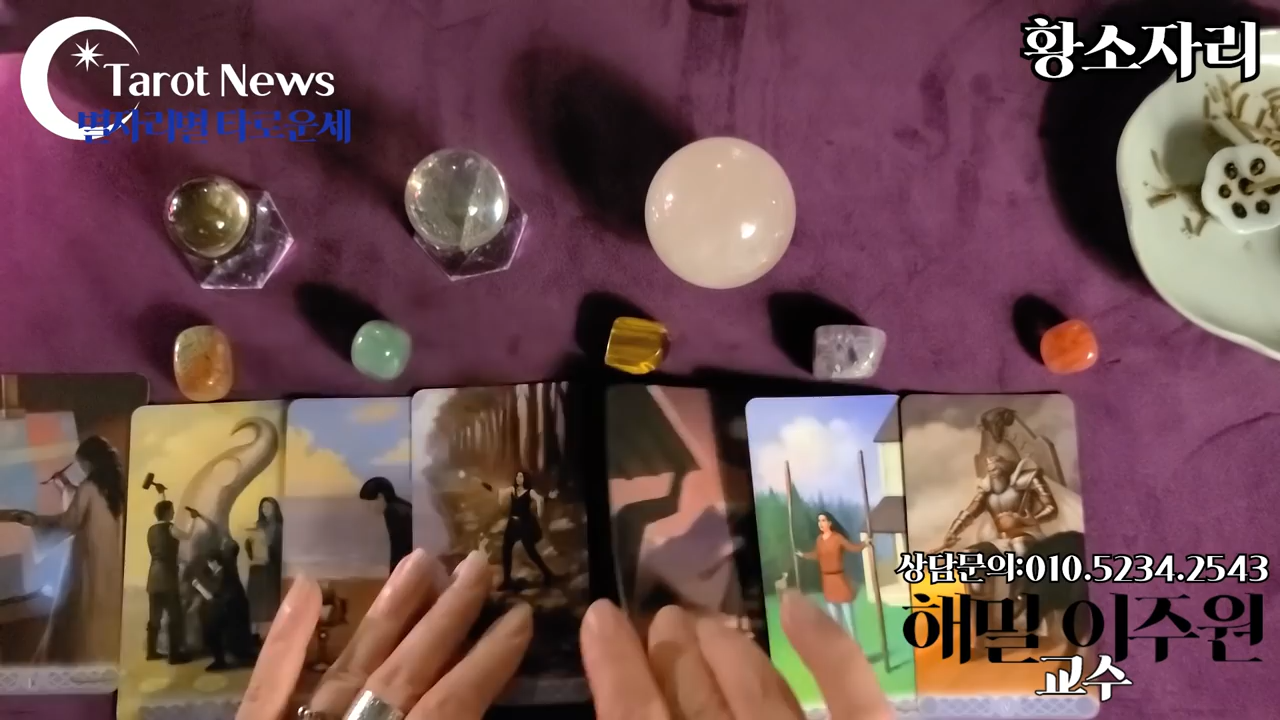 Tarot News
별자리별 타로운세
황소자리
상담문의:010.5234.2543
해밀 이주원
교수